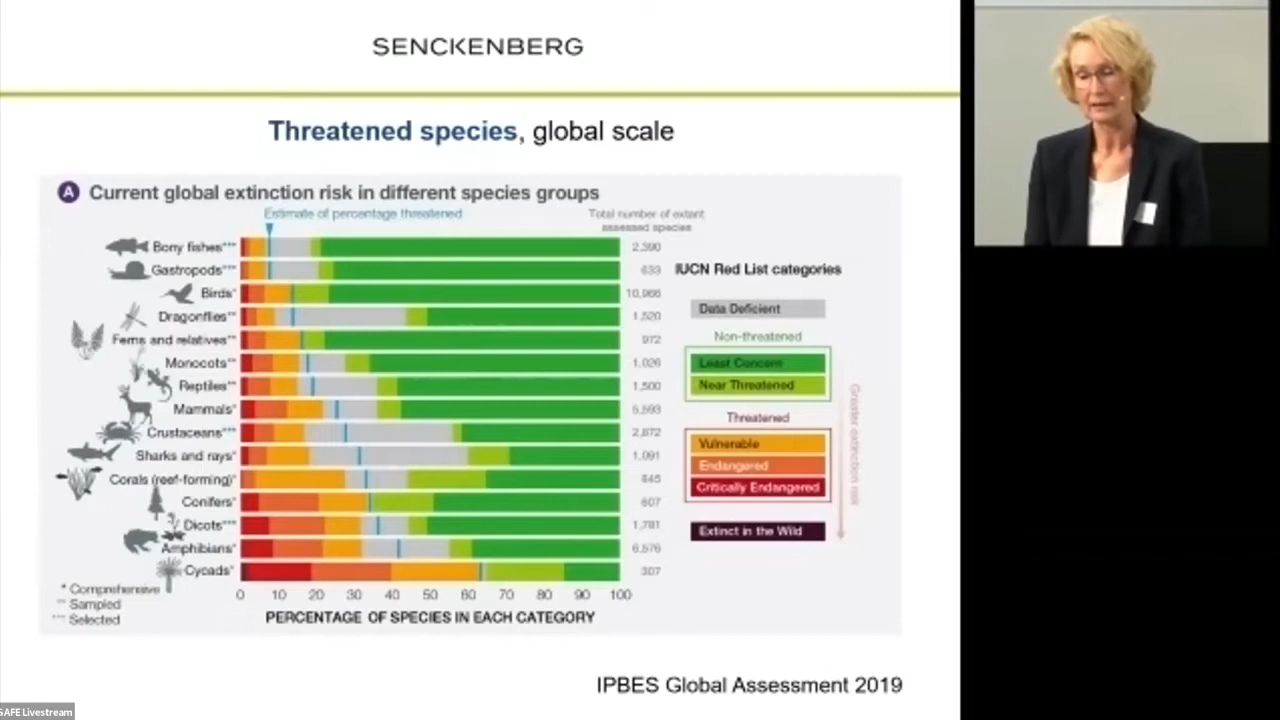 SENCKENBERG
Threatened species, global scale
A Current global extinction risk in different species groups
Estimate of percentage threatened
Total number of extant
assessed species
Bony fishes*** 2,390
Gastropods*** 633
Birds* 10,966
Dragonflies** 1,520
Ferns and relatives** 972
Monocots** 1,026
Reptiles** 1,500
Mammals* 5,593
Crustaceans*** 2,872
Sharks and rays* 1,091
Corals (reef-forming)* 845
Conifers* 607
Dicots*** 1,781
Amphibians* 6,576
Cycads* 307
0 10 20 30 40 50 60 70 80 90 100
PERCENTAGE OF SPECIES IN EACH CATEGORY
* Comprehensive
** Sampled
*** Selected
IUCN Red List categories
Data Deficient
Non-threatened
Least Concern
Near Threatened
Threatened
Vulnerable
Endangered
Critically Endangered
Extinct in the Wild
Greater extinction risk
IPBES Global Assessment 2019
SAFE Livestream